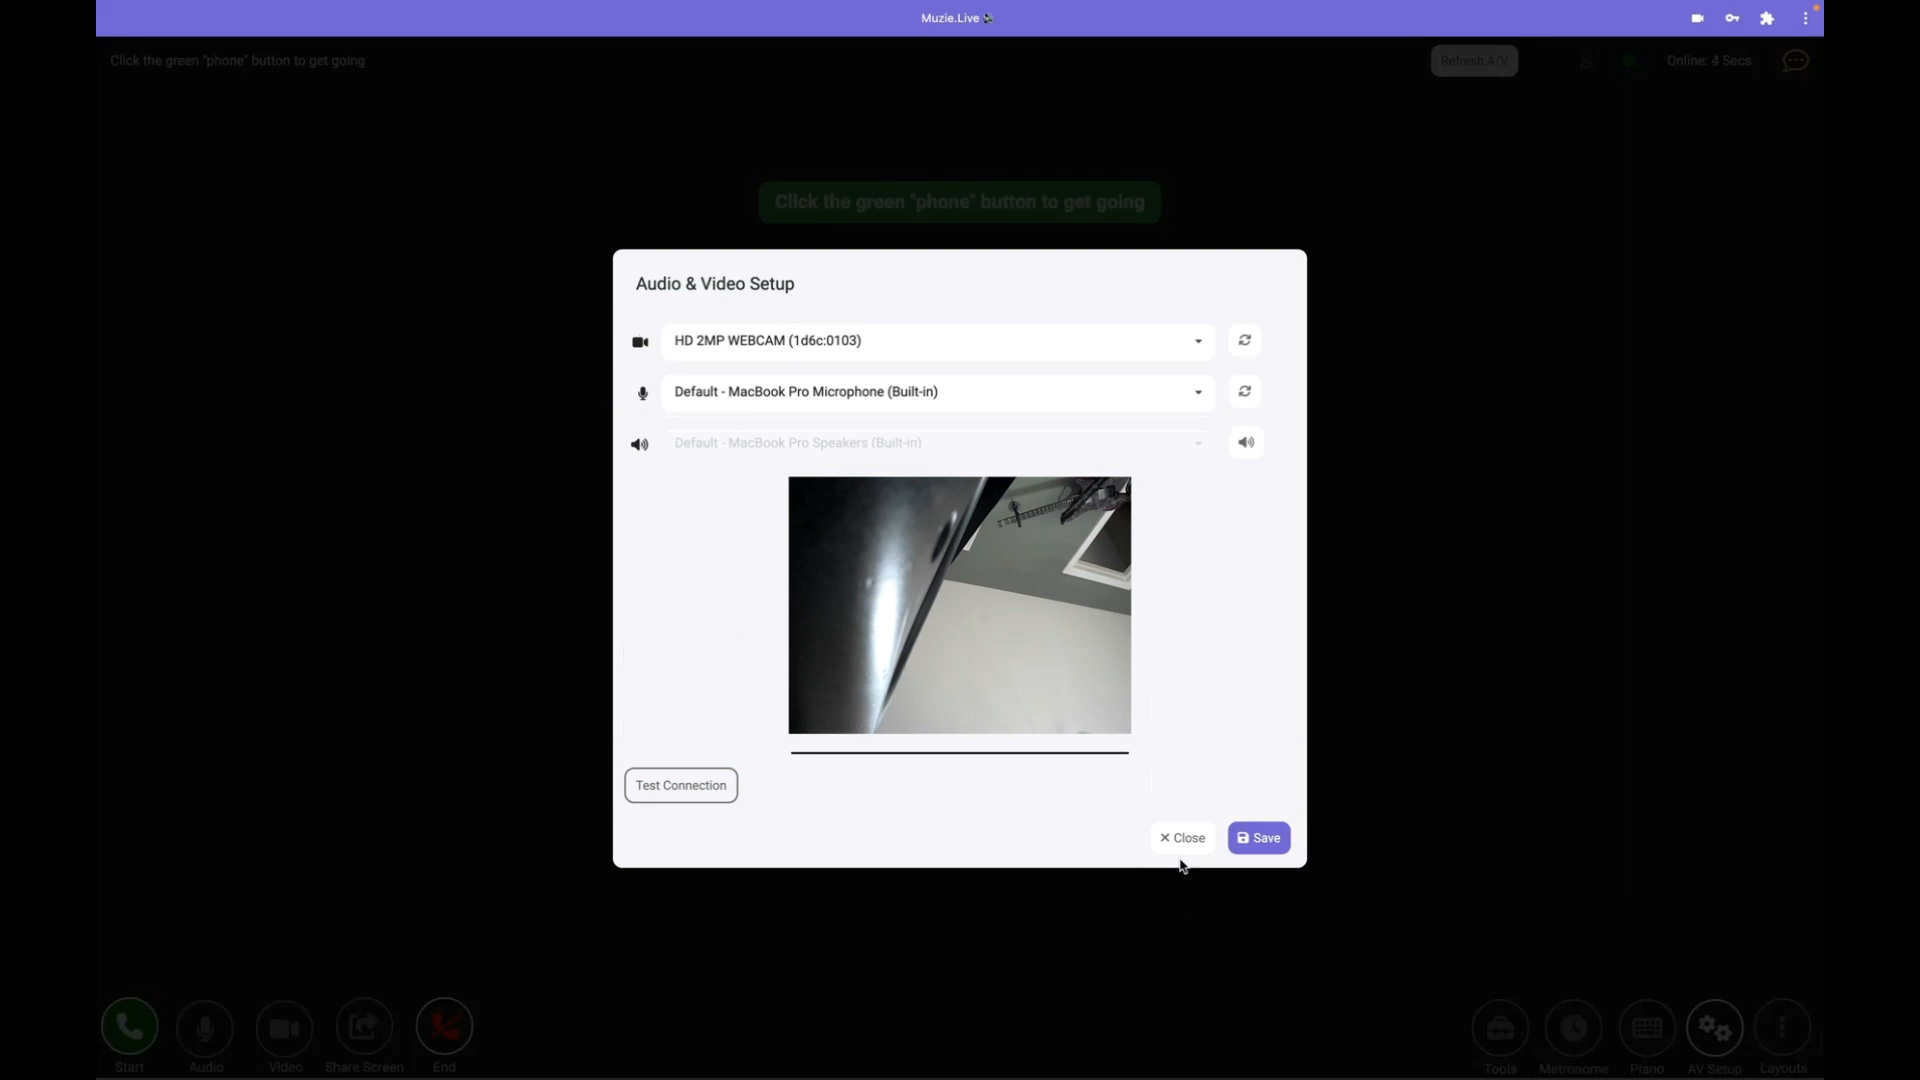 Muzie.Live
Click the green "phone" button to get going
Refresh A/V
Online: 4 Secs
Click the green "phone" button to get going
Audio & Video Setup
HD 2MP WEBCAM (1d6c:0103)
Default - MacBook Pro Microphone (Built-in)
Default - MacBook Pro Speakers (Built-in)
Test Connection
Close
Save
Start
Audio
Video
Share Screen
End
Tools
Metronome
Piano
AV Setup
Layouts